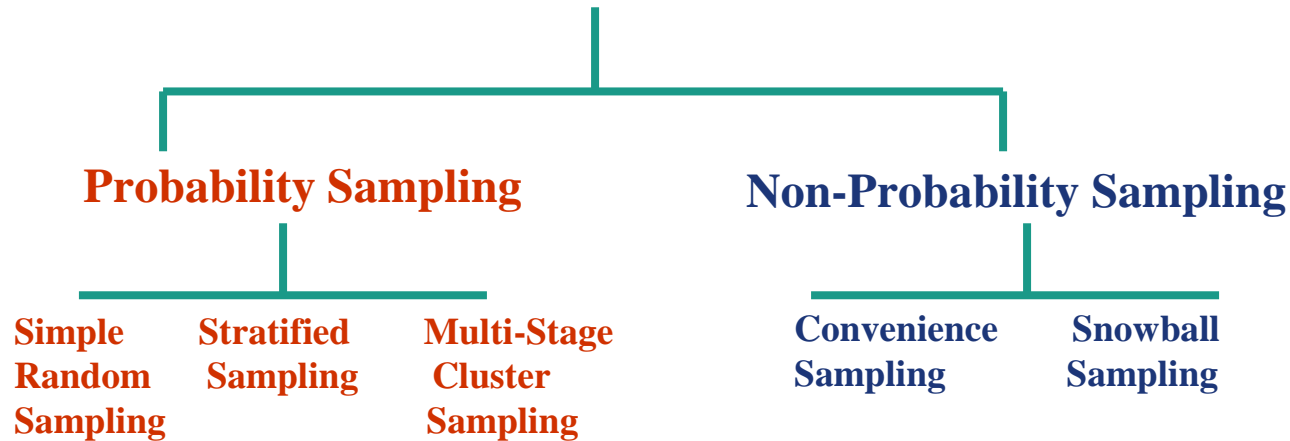 Probability Sampling
Non-Probability Sampling
Simple
Random
Sampling
Stratified
Sampling
Multi-Stage
Cluster
Sampling
Convenience
Sampling
Snowball
Sampling